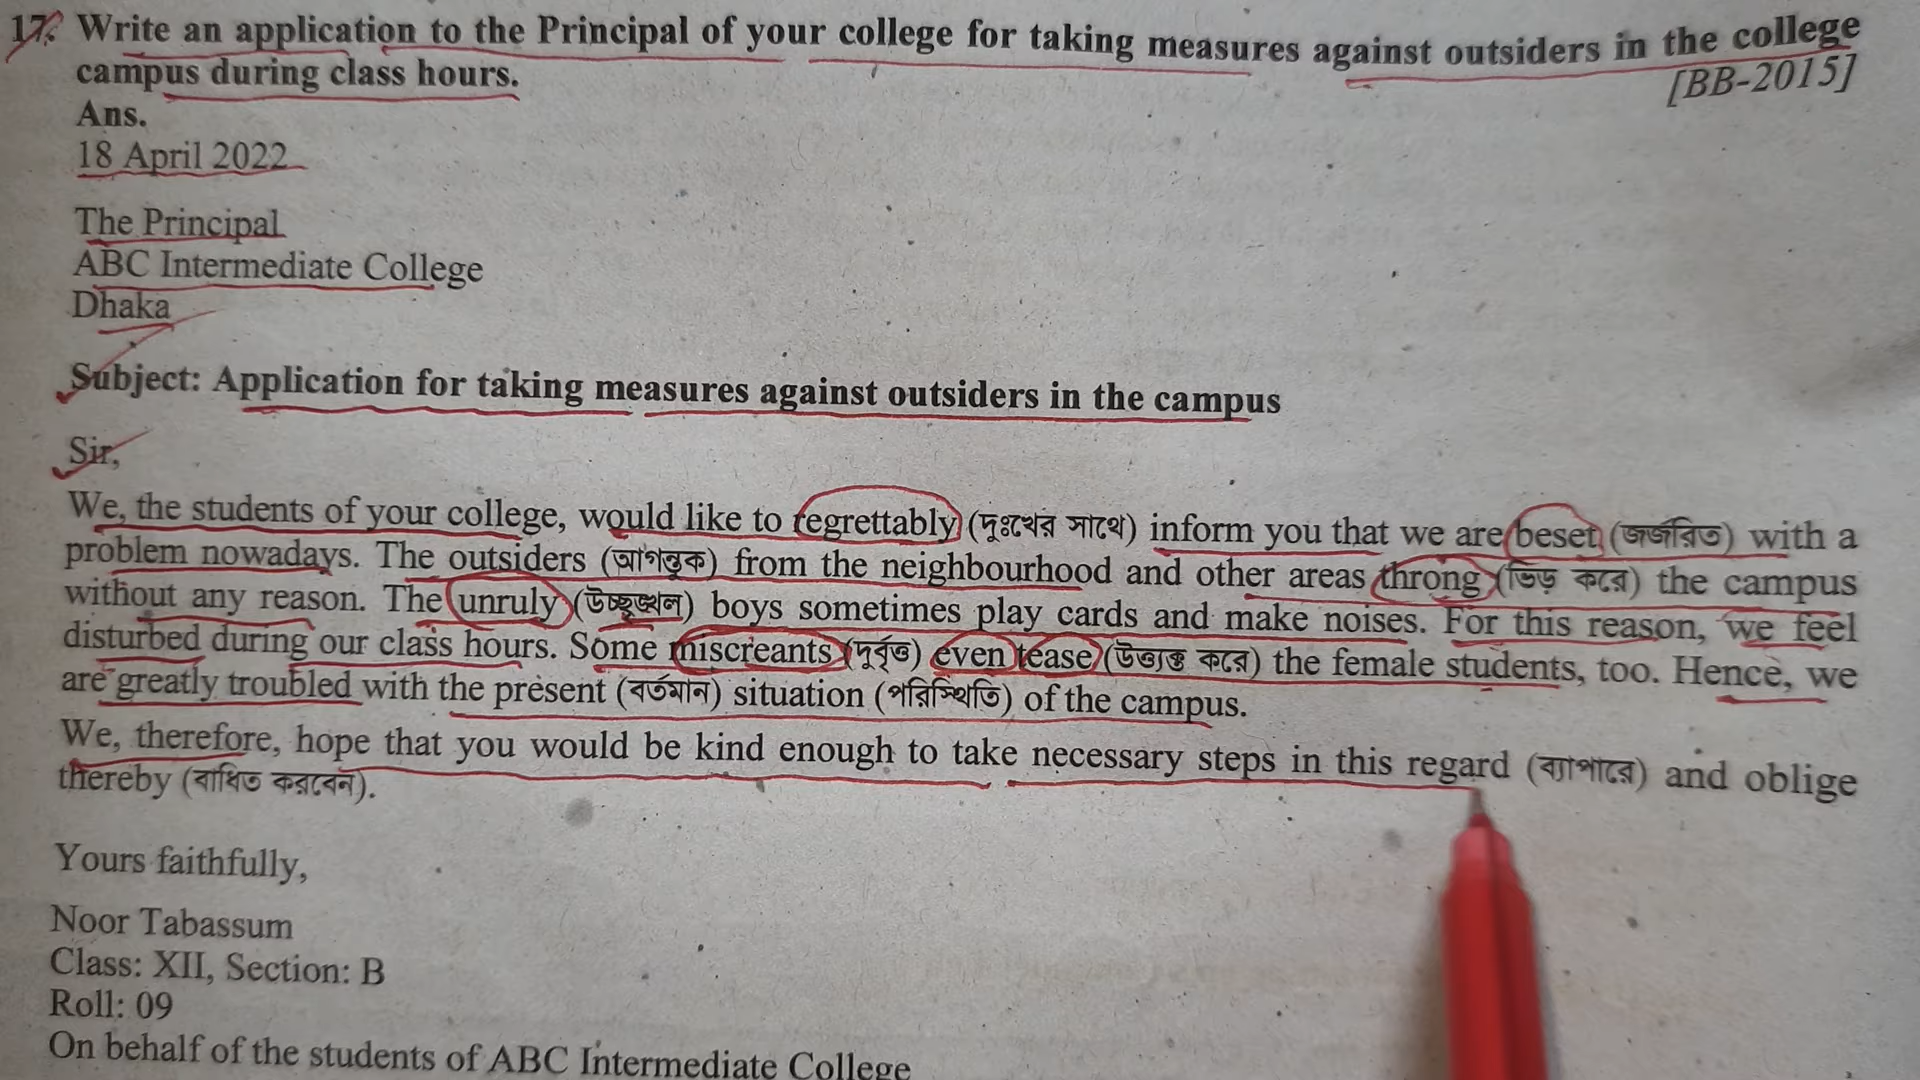 17. Write an application to the Principal of your college for taking measures against outsiders in the college
campus during class hours.
[BB-2015]
Ans.
18 April 2022
The Principal
ABC Intermediate College
Dhaka
Subject: Application for taking measures against outsiders in the campus
Sir,
We, the students of your college, would like to regrettably (দুঃখের সাথে) inform you that we are beset (জর্জরিত) with a
problem nowadays. The outsiders (আগন্তুক) from the neighbourhood and other areas throng (ভিড় করে) the campus
without any reason. The unruly (উচ্ছৃঙ্খল) boys sometimes play cards and make noises. For this reason, we feel
disturbed during our class hours. Some miscreants (দুর্বৃত্ত) even tease (উত্যক্ত করে) the female students, too. Hence, we
are greatly troubled with the present (বর্তমান) situation (পরিস্থিতি) of the campus.
We, therefore, hope that you would be kind enough to take necessary steps in this regard (ব্যাপারে) and oblige
thereby (বাধিত করবেন).
Yours faithfully,
Noor Tabassum
Class: XII, Section: B
Roll: 09
On behalf of the students of ABC Intermediate College